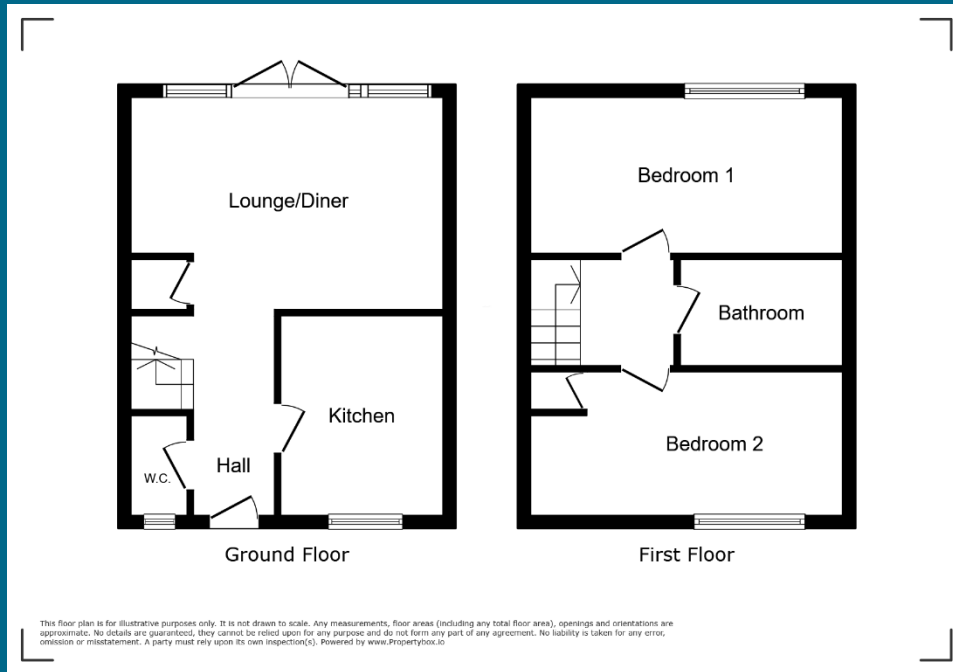 Lounge/Diner
Kitchen
Hall
W.C.
Ground Floor
Bedroom 1
Bathroom
Bedroom 2
First Floor
This floor plan is for illustrative purposes only. It is not drawn to scale. Any measurements, floor areas (including any total floor area), openings and orientations are
approximate. No details are guaranteed, they cannot be relied upon for any purpose and do not form any part of any agreement. No liability is taken for any error,
omission or misstatement. A party must rely upon its own inspection(s). Powered by www.Propertybox.io